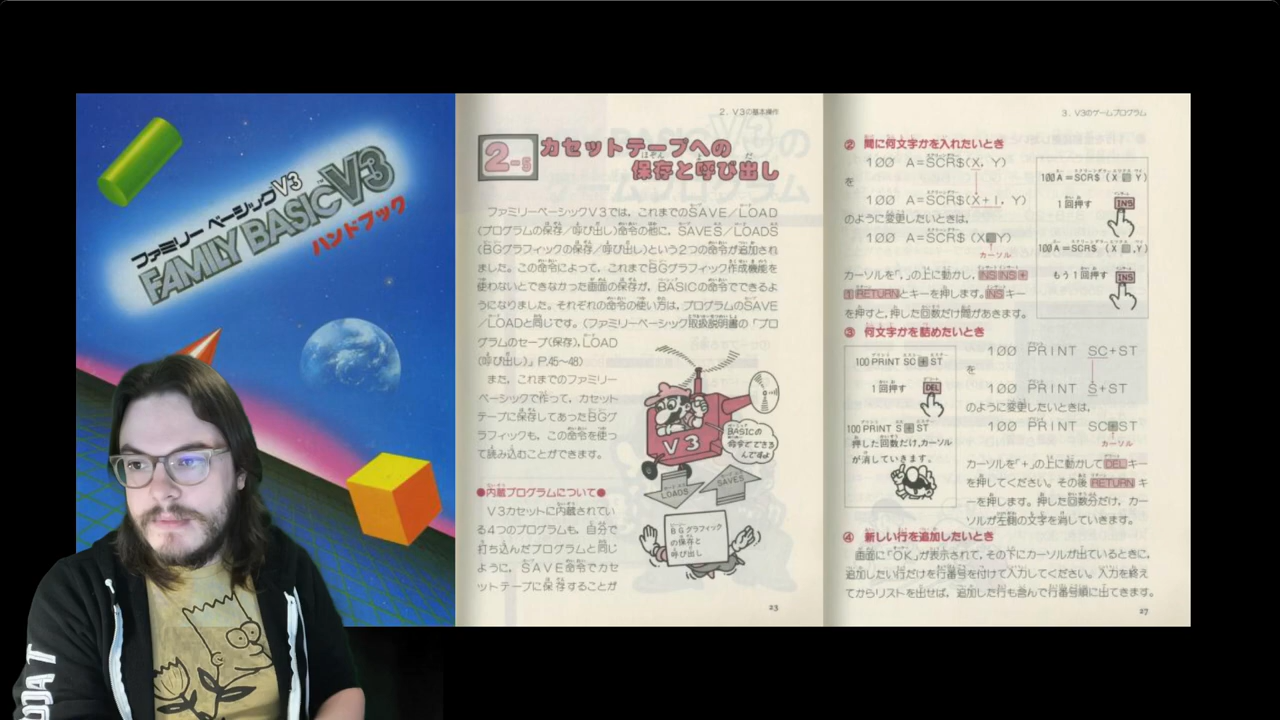 ファミリーベーシックV3
FAMILY BASIC V3
ハンドブック
2. V3の基本操作
2-5 カセットテープへの
保存と呼び出し
ファミリーベーシックV3では、これまでのSAVE/LOAD
(プログラムの保存/呼び出し)命令の他に、SAVES/LOADS
(BGグラフィックの保存/呼び出し)という2つの命令が追加され
ました。この命令によって、これまでBGグラフィック作成機能を
使わないとできなかった画面の保存が、BASICの命令でできるよ
うになりました。それぞれの命令の使い方は、プログラムのSAVE
/LOADと同じです。(ファミリーベーシック取扱説明書の「プロ
グラムのセーブ(保存)、LOAD
(呼び出し)」P.45~48)
また、これまでのファミリー
ベーシックで作って、カセット
テープに保存してあったBGグ
ラフィックも、この命令を使っ
て読み込むことができます。
●内蔵プログラムについて●
V3カセットに内蔵されてい
る4つのプログラムも、自分で
打ち込んだプログラムと同じ
ように、SAVE命令でカセ
ットテープに保存することが
V3
BASICの
命令でできる
んですよ
LOADS
SAVES
BGグラフィック
の保存と
呼び出し
23
3. V3のゲームプログラム
② 間に何文字かを入れたいとき
100 A=SCR$(X, Y)
を
100 A=SCR$(X+1, Y)
のように変更したいときは、
100 A=SCR$(X Y)
カーソル
カーソルを「,」の上に動かし、INS INS +
1 RETURNとキーを押します。INSキー
を押すと、押した回数だけ間があきます。
100 A=SCR$ (X Y)
1回押す
INS
100 A=SCR$ (X ,Y)
もう1回押す
INS
③ 何文字かを詰めたいとき
100 PRINT SC+ST
を
100 PRINT S+ST
のように変更したいときは、
100 PRINT SC+ST
カーソル
カーソルを「+」の上に動かしてDELキー
を押してください。その後RETURNキ
ーを押します。押した回数分だけ、カー
ソルが左側の文字を消していきます。
100 PRINT SC+ST
1回押す
DEL
100 PRINT S+ST
押した回数だけ、カーソル
が消していきます。
④ 新しい行を追加したいとき
画面に「OK」が表示されて、その下にカーソルが出ているときに、
追加したい行だけを行番号を付けて入力してください。入力を終え
てからリストを出せば、追加した行も含んで行番号順に出てきます。
27